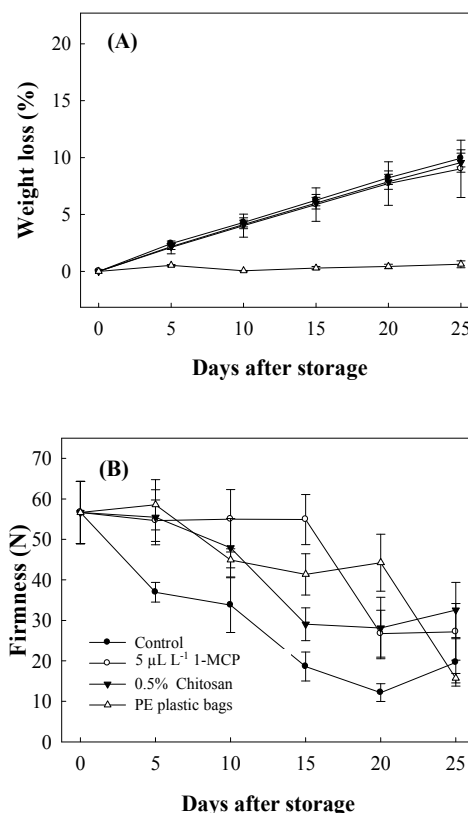 (A)
Weight loss (%)
20
15
10
5
0
0 5 10 15 20 25
Days after storage
(B)
Firmness (N)
70
60
50
40
30
20
10
0
Control
5 µL L⁻¹ 1-MCP
0.5% Chitosan
PE plastic bags
0 5 10 15 20 25
Days after storage